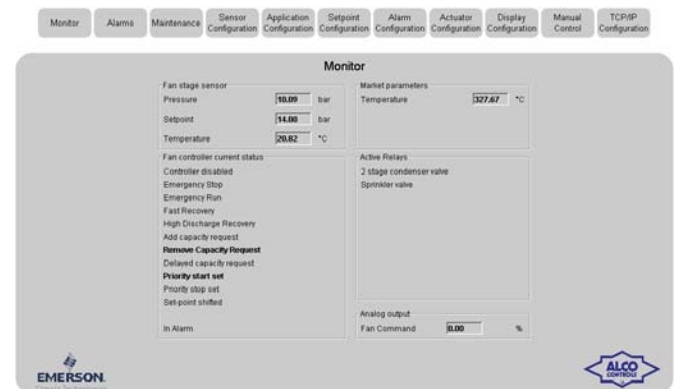 Monitor
Alarms
Maintenance
Sensor
Configuration
Application
Configuration
Setpoint
Configuration
Alarm
Configuration
Actuator
Configuration
Display
Configuration
Manual
Control
TCP/IP
Configuration
Monitor
Fan stage sensor
Pressure 10.09 bar
Setpoint 14.00 bar
Temperature 20.82 °C
Market parameters
Temperature 327.67 °C
Fan controller current status
Controller disabled
Emergency Stop
Emergency Run
Fast Recovery
High Discharge Recovery
Add capacity request
Remove Capacity Request
Delayed capacity request
Priority start set
Priority stop set
Set-point shifted
In Alarm
Active Relays
2 stage condenser valve
Sprinkler valve
Analog output
Fan Command 0.00 %
EMERSON.
ALCO
CONTROLS